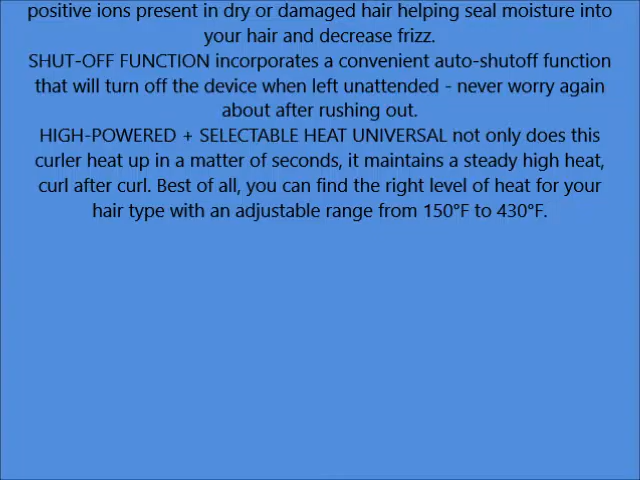 positive ions present in dry or damaged hair helping seal moisture into
your hair and decrease frizz.
SHUT-OFF FUNCTION incorporates a convenient auto-shutoff function
that will turn off the device when left unattended - never worry again
about after rushing out.
HIGH-POWERED + SELECTABLE HEAT UNIVERSAL not only does this
curler heat up in a matter of seconds, it maintains a steady high heat,
curl after curl. Best of all, you can find the right level of heat for your
hair type with an adjustable range from 150°F to 430°F.